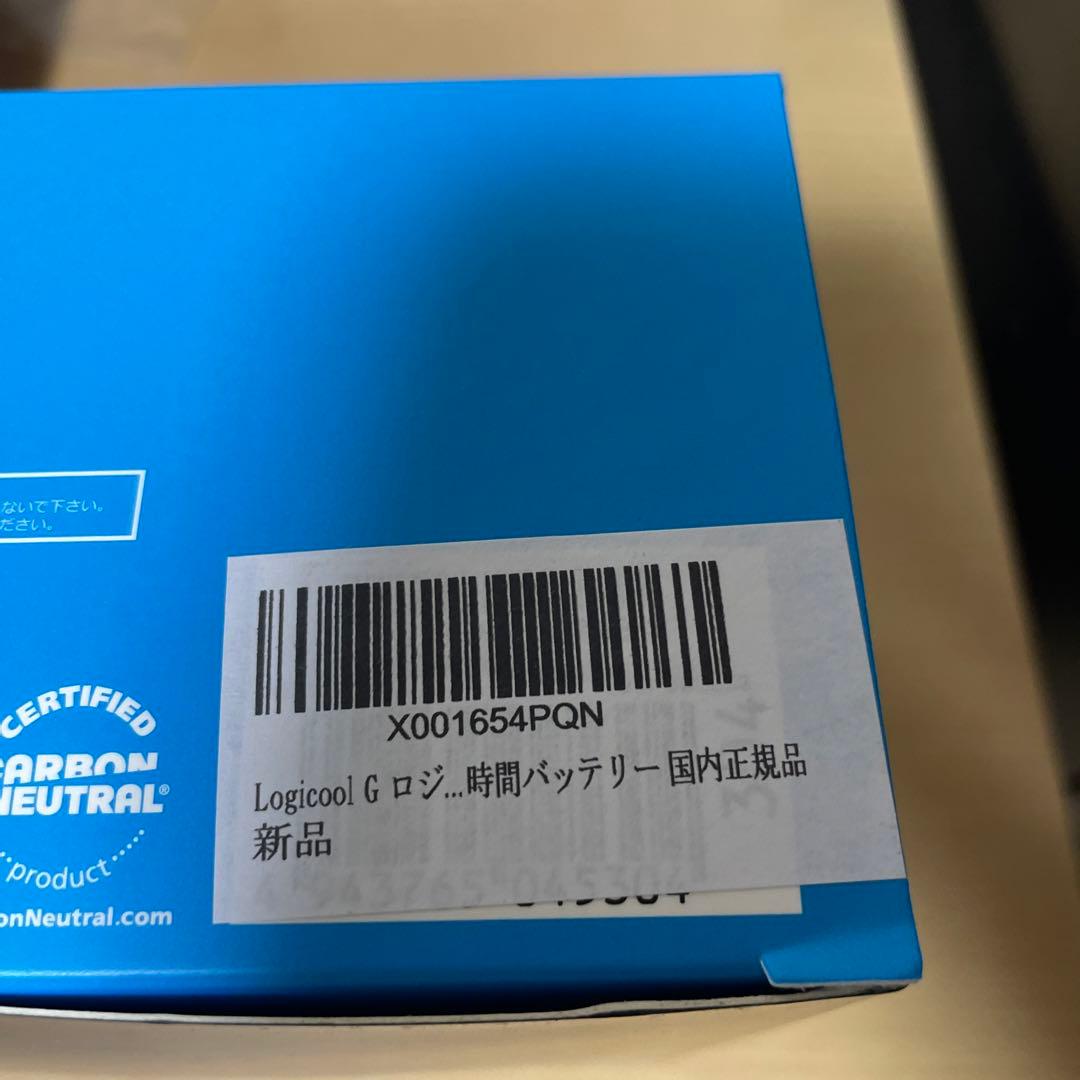 ないで下さい。
ださい。
X001654PQN
Logicool G ロジ...時間バッテリー 国内正規品
新品
CERTIFIED
CARBON
NEUTRAL®
product
onNeutral.com